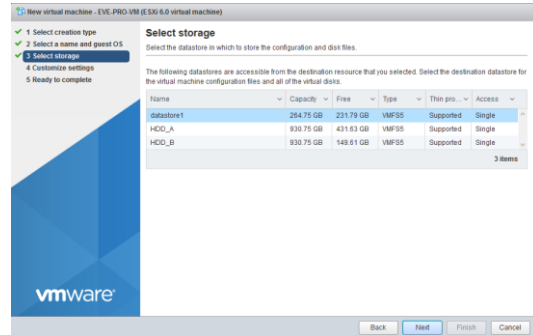 New virtual machine - EVE-PRO-VM (ESXi 6.0 virtual machine)
1 Select creation type
2 Select a name and guest OS
3 Select storage
4 Customize settings
5 Ready to complete
Select storage
Select the datastore in which to store the configuration and disk files.
The following datastores are accessible from the destination resource that you selected. Select the destination datastore for
the virtual machine configuration files and all of the virtual disks.
Name Capacity Free Type Thin pro... Access
datastore1 264.75 GB 231.79 GB VMFS5 Supported Single
HDD_A 930.75 GB 431.63 GB VMFS5 Supported Single
HDD_B 930.75 GB 149.61 GB VMFS5 Supported Single
3 items
vmware
Back Next Finish Cancel